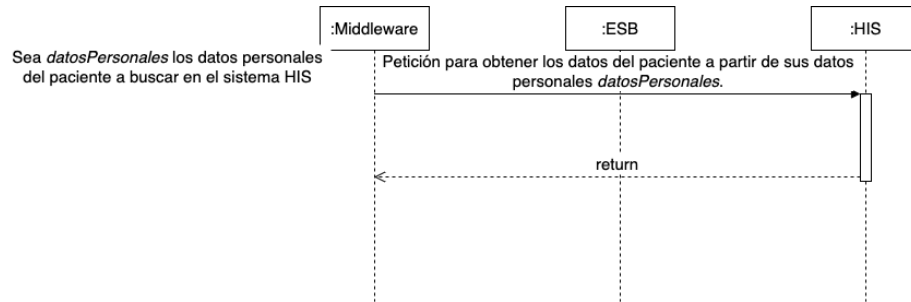 :Middleware
:ESB
:HIS
Sea datosPersonales los datos personales
del paciente a buscar en el sistema HIS
Petición para obtener los datos del paciente a partir de sus datos
personales datosPersonales.
return